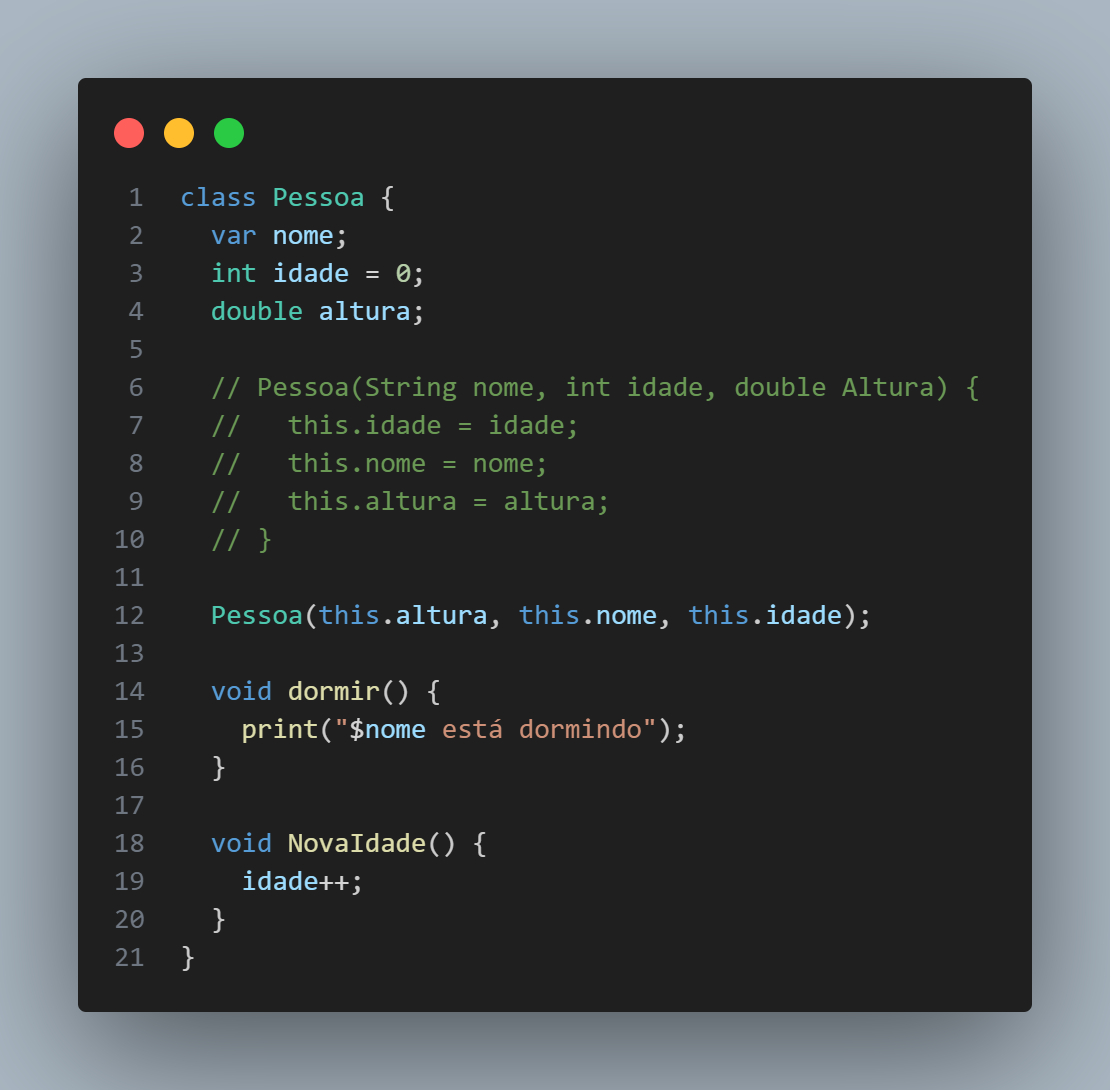 1 class Pessoa {
2   var nome;
3   int idade = 0;
4   double altura;
5
6   // Pessoa(String nome, int idade, double Altura) {
7   //   this.idade = idade;
8   //   this.nome = nome;
9   //   this.altura = altura;
10   // }
11
12   Pessoa(this.altura, this.nome, this.idade);
13
14   void dormir() {
15     print("$nome está dormindo");
16   }
17
18   void NovaIdade() {
19     idade++;
20   }
21 }